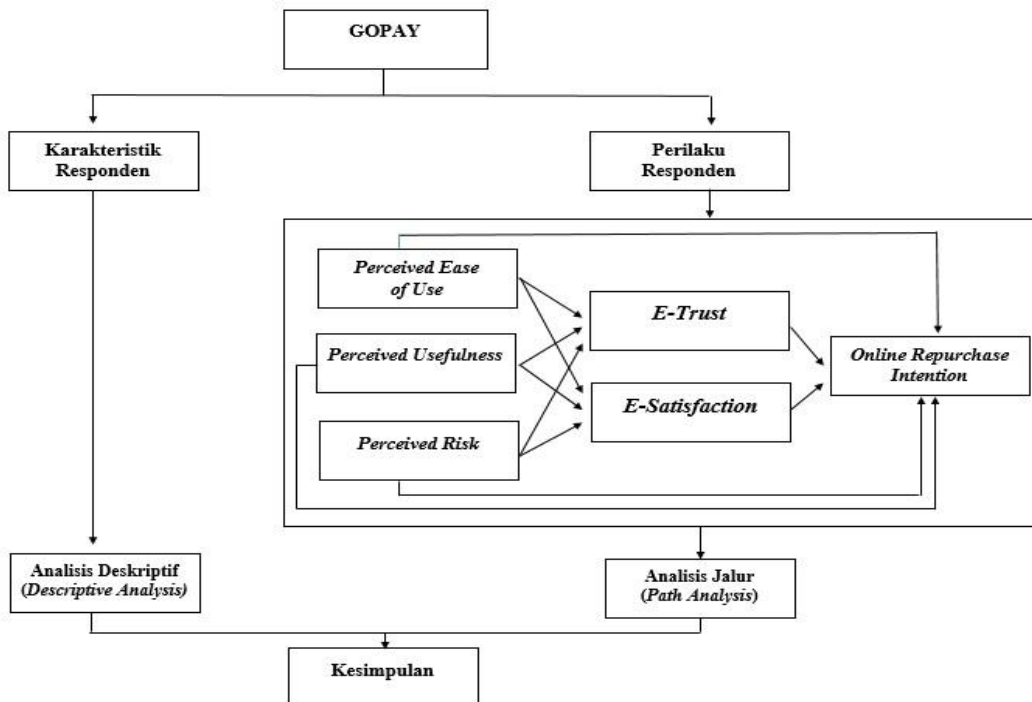 GOPAY
Karakteristik
Responden
Perilaku
Responden
Perceived Ease
of Use
E-Trust
Perceived Usefulness
Online Repurchase
Intention
E-Satisfaction
Perceived Risk
Analisis Deskriptif
(Descriptive Analysis)
Analisis Jalur
(Path Analysis)
Kesimpulan